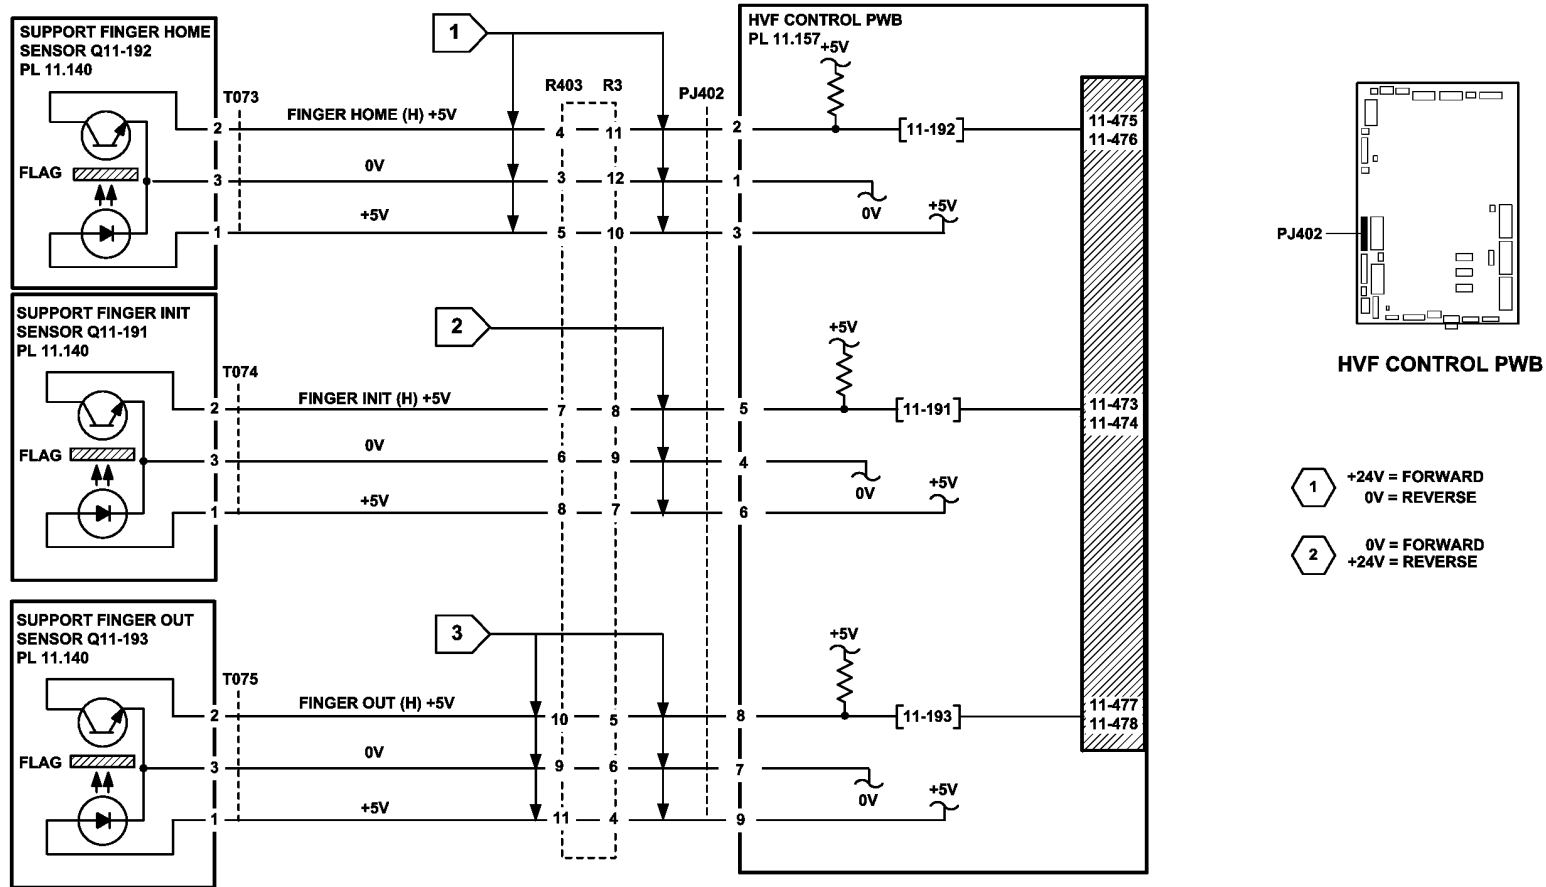 SUPPORT FINGER HOME
SENSOR Q11-192
PL 11.140
T073
2
3
1
FLAG
FINGER HOME (H) +5V
0V
+5V
1
R403 R3
4 11
3 12
5 10
PJ402
2
1
3
HVF CONTROL PWB
PL 11.157
+5V
11-192
0V
+5V
11-475
11-476
SUPPORT FINGER INIT
SENSOR Q11-191
PL 11.140
T074
2
3
1
FLAG
FINGER INIT (H) +5V
0V
+5V
2
7 8
6 9
8 7
5
4
6
+5V
11-191
0V
+5V
11-473
11-474
SUPPORT FINGER OUT
SENSOR Q11-193
PL 11.140
T075
2
3
1
FLAG
FINGER OUT (H) +5V
0V
+5V
3
10 5
9 6
11 4
8
7
9
+5V
11-193
0V
+5V
11-477
11-478
PJ402
HVF CONTROL PWB
1
+24V = FORWARD
0V = REVERSE
2
0V = FORWARD
+24V = REVERSE